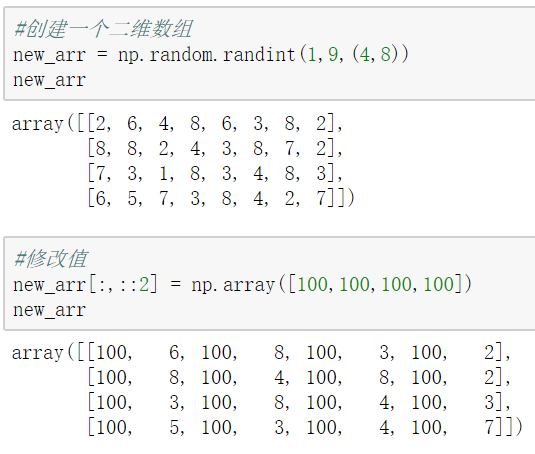 #创建一个二维数组
new_arr = np.random.randint(1,9,(4,8))
new_arr
array([[2, 6, 4, 8, 6, 3, 8, 2],
       [8, 8, 2, 4, 3, 8, 7, 2],
       [7, 3, 1, 8, 3, 4, 8, 3],
       [6, 5, 7, 3, 8, 4, 2, 7]])
#修改值
new_arr[:,::2] = np.array([100,100,100,100])
new_arr
array([[100,   6, 100,   8, 100,   3, 100,   2],
       [100,   8, 100,   4, 100,   8, 100,   2],
       [100,   3, 100,   8, 100,   4, 100,   3],
       [100,   5, 100,   3, 100,   4, 100,   7]])